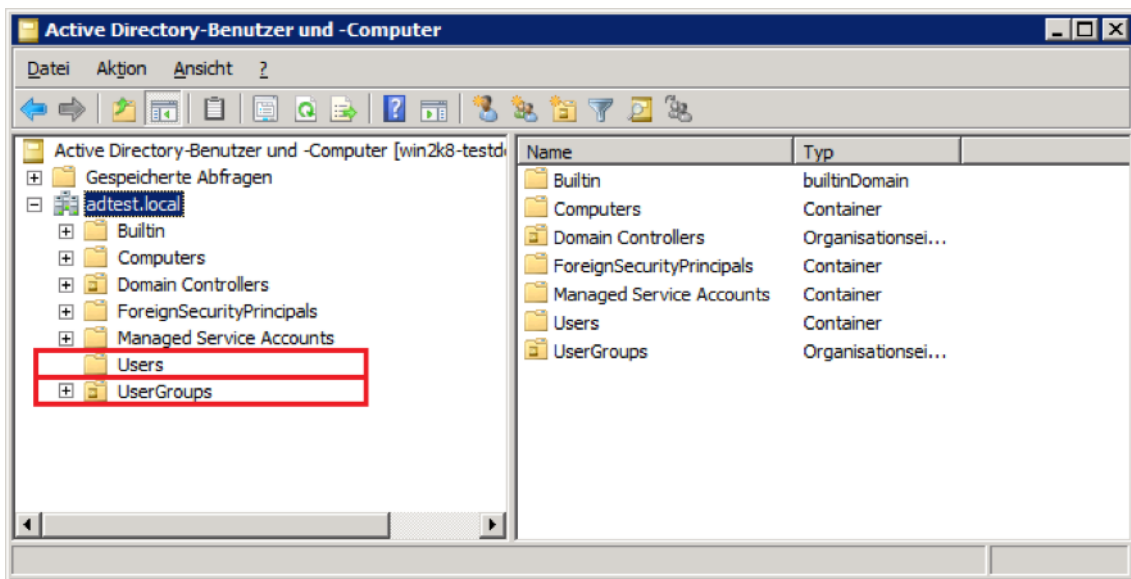 Active Directory-Benutzer und -Computer
Datei Aktion Ansicht ?
Active Directory-Benutzer und -Computer [win2k8-testd
Gespeicherte Abfragen
adtest.local
Builtin
Computers
Domain Controllers
ForeignSecurityPrincipals
Managed Service Accounts
Users
UserGroups
Name Typ
Builtin builtinDomain
Computers Container
Domain Controllers Organisationsei...
ForeignSecurityPrincipals Container
Managed Service Accounts Container
Users Container
UserGroups Organisationsei...